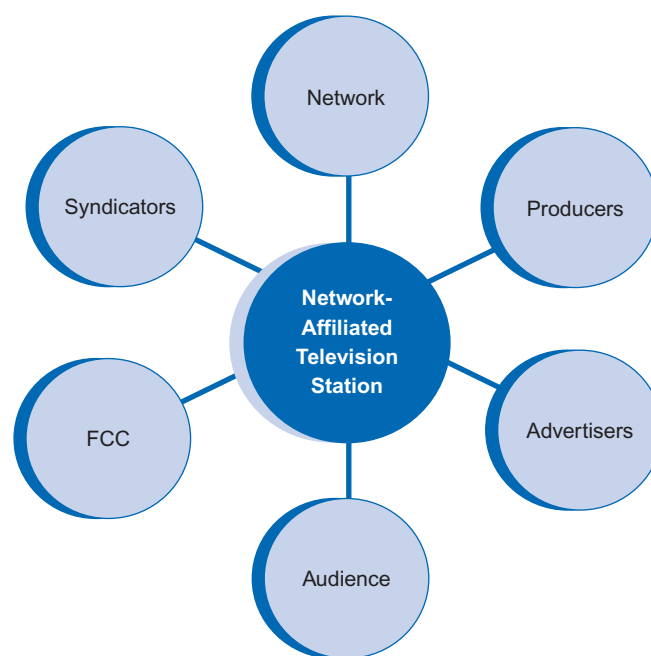 Network
Syndicators
Producers
Network-
Affiliated
Television
Station
FCC
Advertisers
Audience